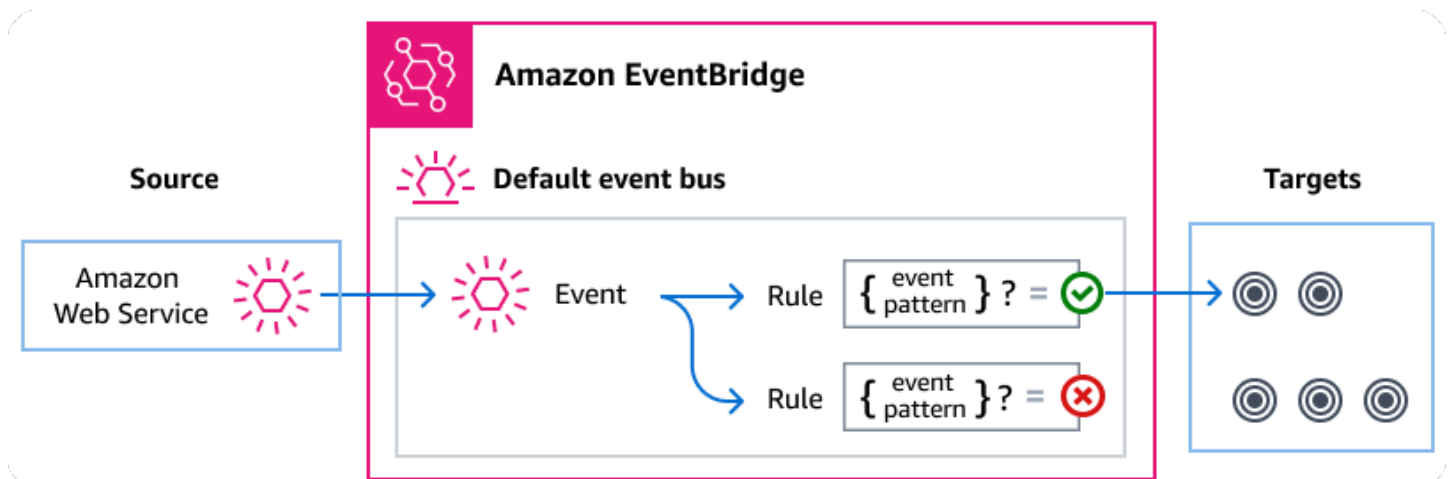 Amazon EventBridge
Source
Default event bus
Targets
Amazon
Web Service
Event
Rule
{ event
pattern } ? =
Rule
{ event
pattern } ? =